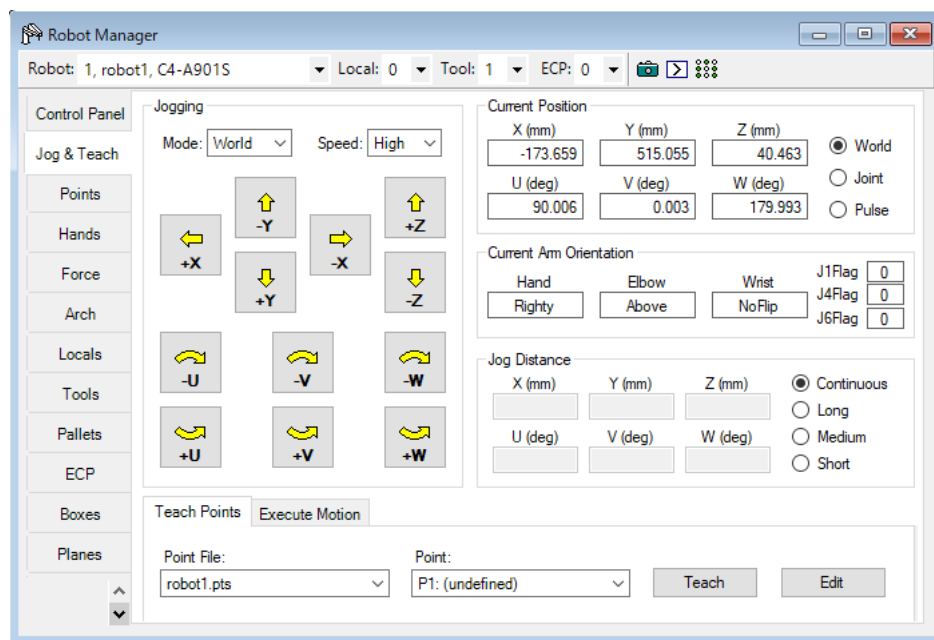 Robot Manager
Robot: 1, robot1, C4-A901S Local: 0 Tool: 1 ECP: 0
Control Panel
Jog & Teach
Points
Hands
Force
Arch
Locals
Tools
Pallets
ECP
Boxes
Planes
Jogging
Mode: World Speed: High
-Y +Z
+X -X
+Y -Z
-U -V -W
+U +V +W
Current Position
X (mm) Y (mm) Z (mm)
-173.659 515.055 40.463
U (deg) V (deg) W (deg)
90.006 0.003 179.993
World
Joint
Pulse
Current Arm Orientation
Hand Elbow Wrist
Righty Above NoFlip
J1Flag 0
J4Flag 0
J6Flag 0
Jog Distance
X (mm) Y (mm) Z (mm)
U (deg) V (deg) W (deg)
Continuous
Long
Medium
Short
Teach Points Execute Motion
Point File: Point:
robot1.pts P1: (undefined) Teach Edit